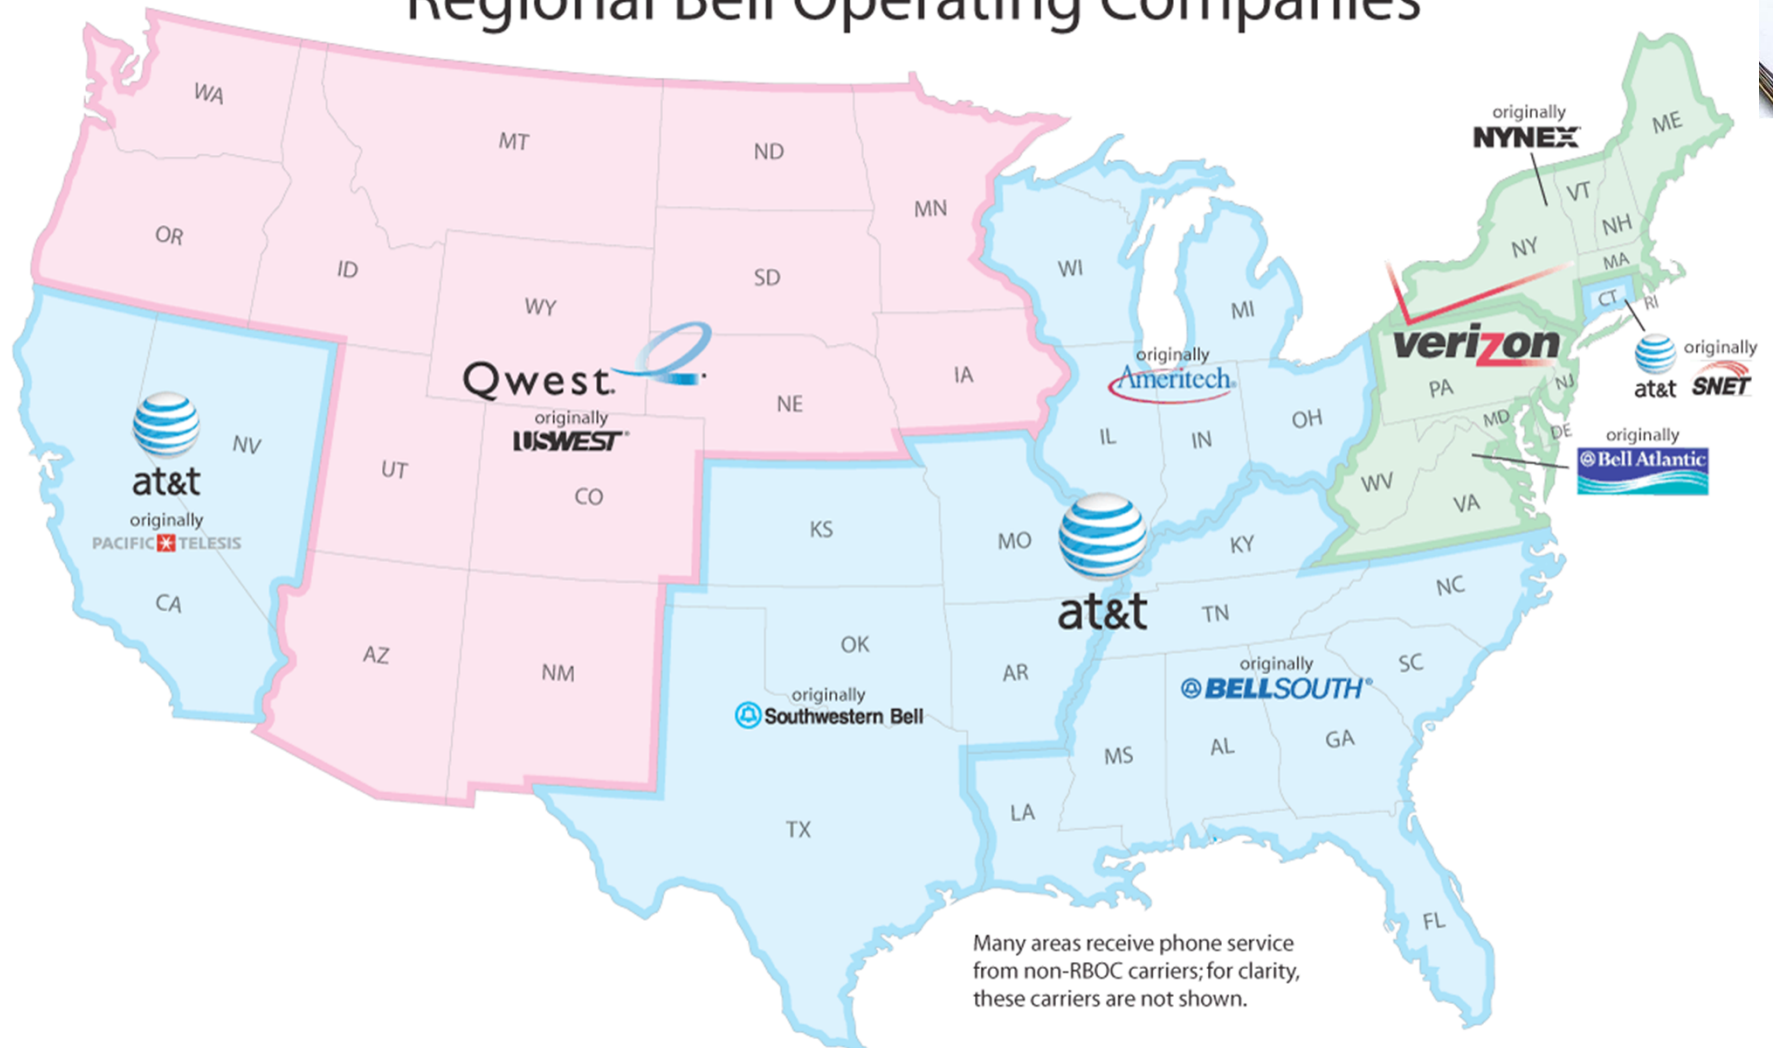 Regional Bell Operating Companies
WA
MT
ND
MN
OR
ID
WY
SD
WI
MI
ME
VT
NH
NY
MA
CT
RI
originally
NYNEX
verizon
at&t
originally
SNET
PA
NJ
MD
DE
WV
VA
originally
Bell Atlantic
Qwest
originally
USWEST
NE
IA
UT
CO
NV
at&t
originally
PACIFIC TELESIS
CA
AZ
NM
originally
Ameritech
IL
IN
OH
KS
MO
at&t
KY
NC
TN
OK
AR
SC
originally
Southwestern Bell
originally
BELLSOUTH
MS
AL
GA
TX
LA
FL
Many areas receive phone service
from non-RBOC carriers; for clarity,
these carriers are not shown.